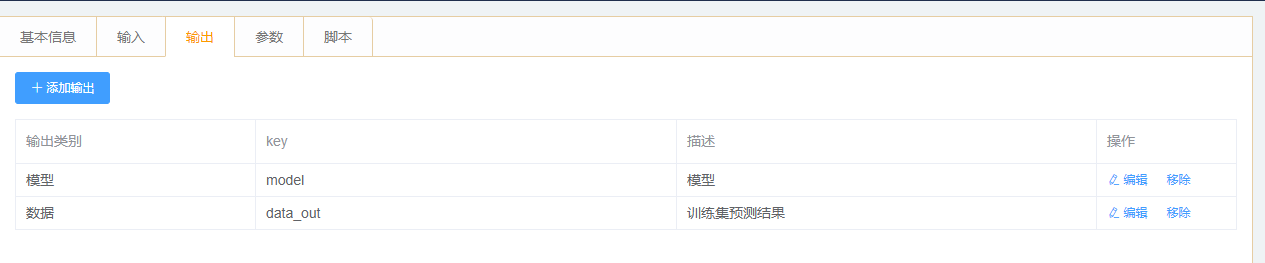 基本信息 输入 输出 参数 脚本
添加输出
输出类别 key 描述 操作
模型 model 模型 编辑 移除
数据 data_out 训练集预测结果 编辑 移除